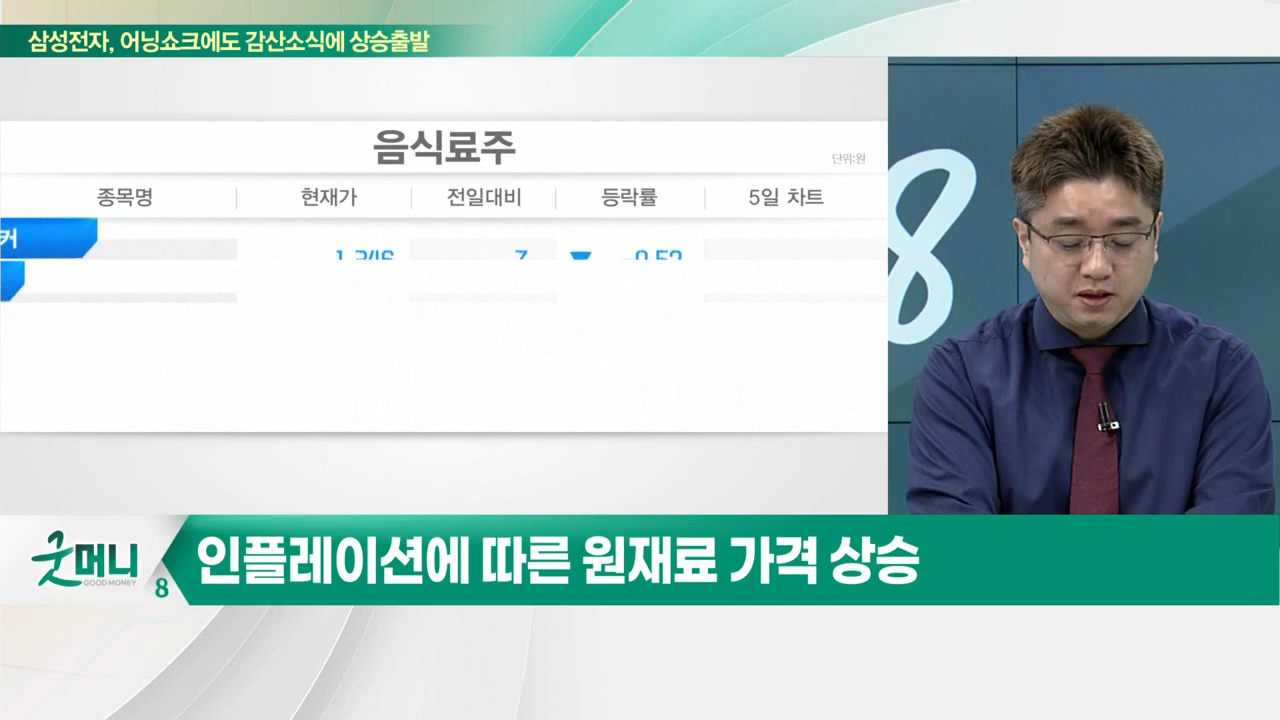 삼성전자, 어닝쇼크에도 감산소식에 상승출발
음식료주
단위:원
종목명 현재가 전일대비 등락률 5일 차트
커
8
굿머니
GOOD MONEY
8
인플레이션에 따른 원재료 가격 상승